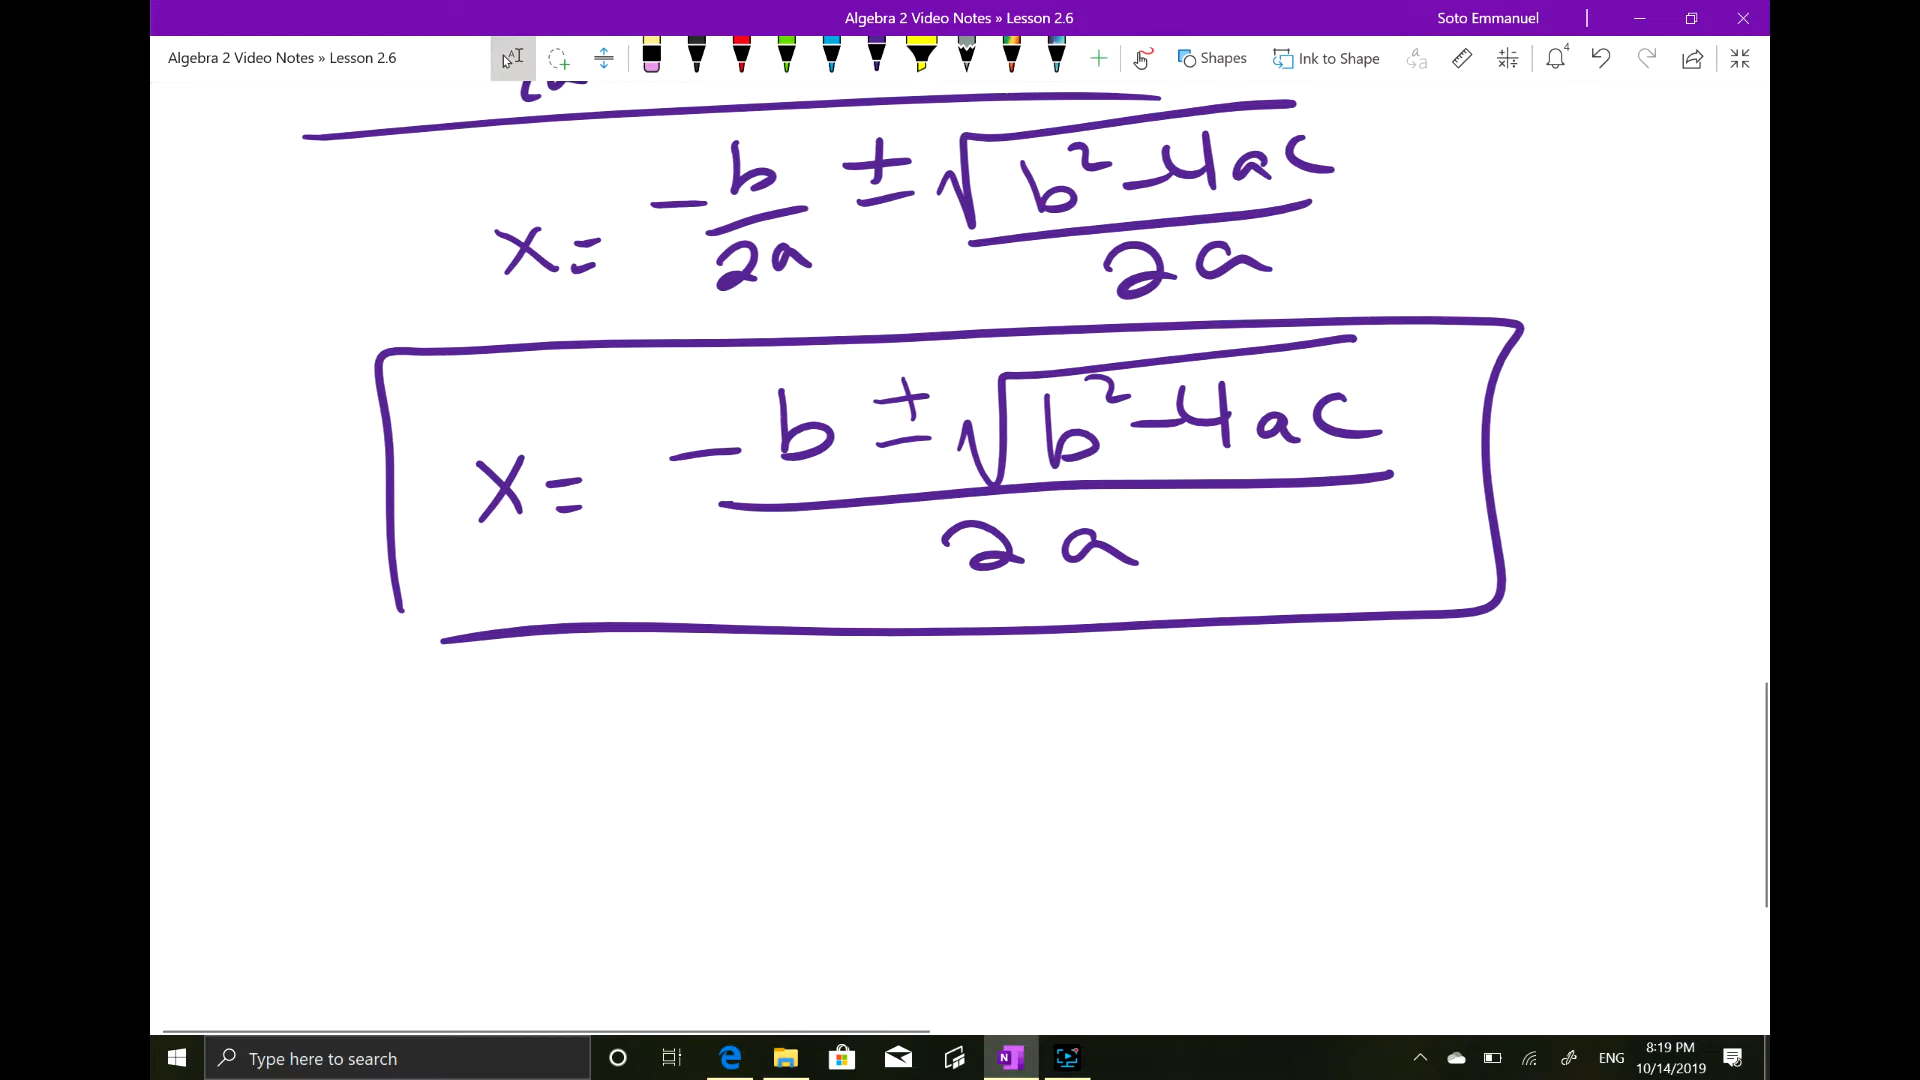 Algebra 2 Video Notes » Lesson 2.6
Soto Emmanuel
Algebra 2 Video Notes » Lesson 2.6
Shapes
Ink to Shape
4
2a
x = -b/2a ± √(b² - 4ac)/2a
x = (-b ± √(b² - 4ac))/2a
Type here to search
ENG
8:19 PM
10/14/2019